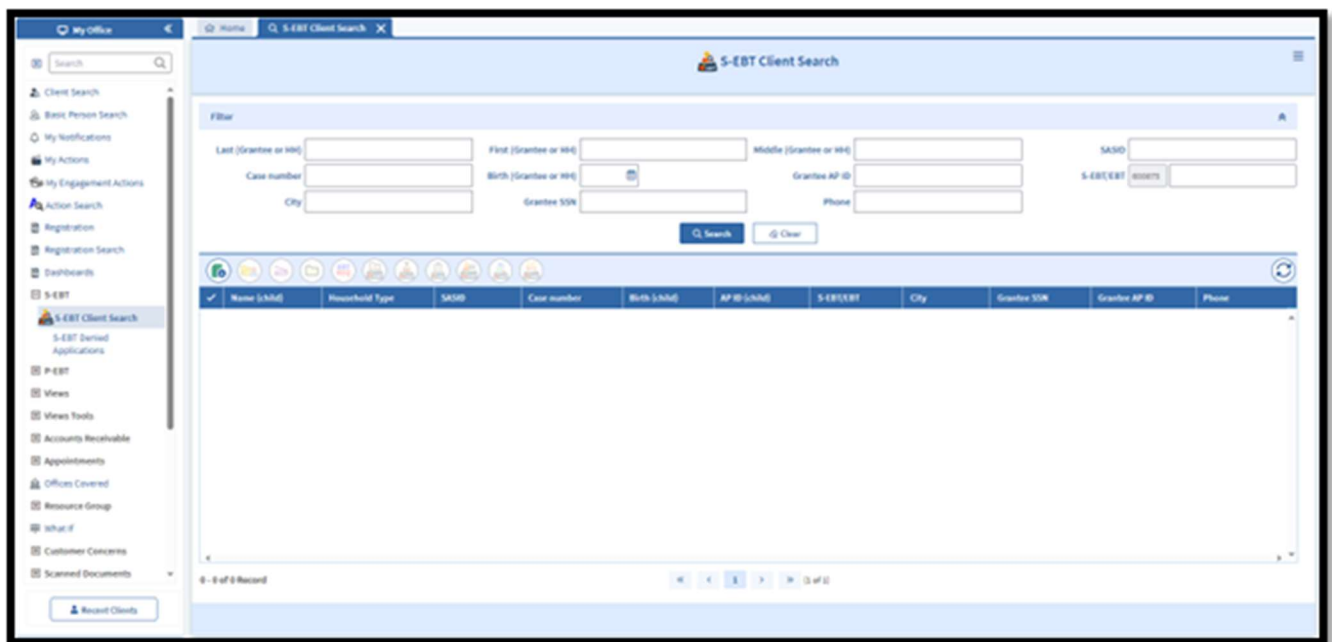 My Office
Home
S-EBT Client Search
Search
S-EBT Client Search
Client Search
Basic Person Search
My Notifications
My Actions
My Engagement Actions
Action Search
Registration
Registration Search
Dashboards
S-EBT
S-EBT Client Search
S-EBT Denied
Applications
P-EBT
Views
Views Tools
Accounts Receivable
Appointments
Offices Covered
Resource Group
What If
Customer Concerns
Scanned Documents
Recent Clients
Filter
Last (Grantee or HH)
First (Grantee or HH)
Middle (Grantee or HH)
SASID
Case number
Birth (Grantee or HH)
Grantee AP ID
S-EBT/EBT
City
Grantee SSN
Phone
Search
Clear
Name (child) Household Type SASID Case number Birth (child) AP ID (child) S-EBT/EBT City Grantee SSN Grantee AP ID Phone
0 - 0 of 0 Record
1
(1 of 1)